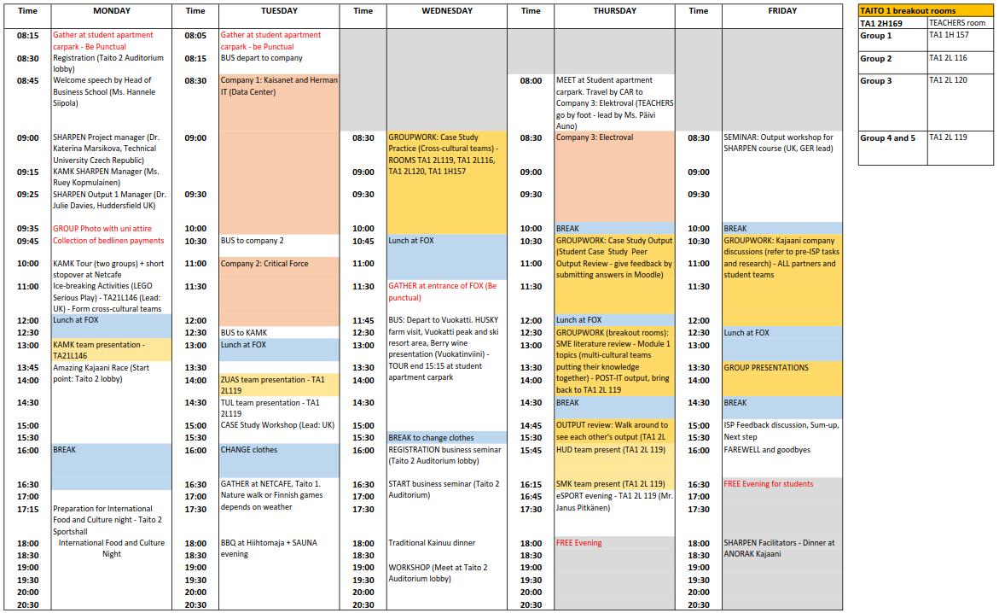 Time MONDAY Time TUESDAY Time WEDNESDAY Time THURSDAY Time FRIDAY
08:15 Gather at student apartment
carpark - Be Punctual
08:30 Registration (Taito 2 Auditorium
lobby)
08:45 Welcome speech by Head of
Business School (Ms. Hannele
Siipola)
09:00 SHARPEN Project manager (Dr.
Katerina Marsikova, Technical
University Czech Republic)
09:15 KAMK SHARPEN Manager (Ms.
Ruey Kopmulainen)
09:25 SHARPEN Output 1 Manager (Dr.
Julie Davies, Huddersfield UK)
09:35 GROUP Photo with uni attire
09:45 Collection of bedlinen payments
10:00 KAMK Tour (two groups) + short
stopover at Netcafe
11:00 Ice-breaking Activities (LEGO
Serious Play) - TA21L146 (Lead:
UK) - Form cross-cultural teams
12:00 Lunch at FOX
12:30
13:00 KAMK team presentation -
TA21L146
13:45 Amazing Kajaani Race (Start
14:00 point: Taito 2 lobby)
14:30
15:00
15:30
16:00 BREAK
16:30
17:00
17:15 Preparation for International
Food and Culture night - Taito 2
Sportshall
18:00 International Food and Culture
18:30 Night
19:00
19:30
20:00
20:30
08:05 Gather at student apartment
carpark - be Punctual
08:15 BUS depart to company
08:30 Company 1: Kaisanet and Herman
IT (Data Center)
09:00
09:30
10:00
10:30 BUS to company 2
11:00 Company 2: Critical Force
11:30
12:00
12:30 BUS to KAMK
13:00 Lunch at FOX
13:30
14:00 ZUAS team presentation - TA1
2L119
14:30 TUL team presentation - TA1
2L119
15:00 CASE Study Workshop (Lead: UK)
15:30
16:00 CHANGE clothes
16:30 GATHER at NETCAFE, Taito 1.
17:00 Nature walk or Finnish games
17:30 depends on weather
18:00 BBQ at Hiihtomaja + SAUNA
18:30 evening
19:00
19:30
20:00
20:30
08:30 GROUPWORK: Case Study
Practice (Cross-cultural teams) -
ROOMS TA1 2L119, TA1 2L116,
09:00 TA1 2L120, TA1 1H157
09:30
10:00
10:45 Lunch at FOX
11:00
11:30 GATHER at entrance of FOX (Be
punctual)
11:45 BUS: Depart to Vuokatti. HUSKY
12:30 farm visit, Vuokatti peak and ski
13:00 resort area, Berry wine
presentation (Vuokatinviini) -
13:30 TOUR end 15:15 at student
14:00 apartment carpark
14:30
15:00
15:30 BREAK to change clothes
16:00 REGISTRATION business seminar
(Taito 2 Auditorium lobby)
16:30 START business seminar (Taito 2
17:00 Auditorium)
17:30
18:00 Traditional Kainuu dinner
18:30
19:00 WORKSHOP (Meet at Taito 2
19:30 Auditorium lobby)
20:00
20:30
08:00 MEET at Student apartment
carpark. Travel by CAR to
Company 3: Elektroval (TEACHERS
go by foot - lead by Ms. Päivi
Auno)
08:30 Company 3: Electroval
09:00
09:30
10:00 BREAK
10:30 GROUPWORK: Case Study Output
(Student Case Study Peer
11:00 Output Review - give feedback by
submitting answers in Moodle)
11:30
12:00 Lunch at FOX
12:30 GROUPWORK (breakout rooms):
13:00 SME literature review - Module 1
topics (multi-cultural teams
13:30 putting their knowledge
14:00 together) - POST-IT output, bring
back to TA1 2L 119
14:30 BREAK
14:45 OUTPUT review: Walk around to
15:30 see each other's output (TA1 2L
15:45 HUD team present (TA1 2L 119)
16:15 SMK team present (TA1 2L 119)
16:45 eSPORT evening - TA1 2L 119 (Mr.
17:30 Janus Pitkänen)
18:00 FREE Evening
18:30
19:00
19:30
20:00
20:30
08:30 SEMINAR: Output workshop for
SHARPEN course (UK, GER lead)
09:00
09:30
10:00 BREAK
10:30 GROUPWORK: Kajaani company
discussions (refer to pre-ISP tasks
11:00 and research) - ALL partners and
student teams
11:30
12:00
12:30 Lunch at FOX
13:00
13:30 GROUP PRESENTATIONS
14:00
14:30 BREAK
15:00 ISP Feedback discussion, Sum-up,
15:30 Next step
16:00 FAREWELL and goodbyes
16:30 FREE Evening for students
17:00
17:30
18:00 SHARPEN Facilitators - Dinner at
18:30 ANORAK Kajaani
19:00
19:30
20:00
20:30
TAITO 1 breakout rooms
TA1 2H169 TEACHERS room
Group 1 TA1 1H 157
Group 2 TA1 2L 116
Group 3 TA1 2L 120
Group 4 and 5 TA1 2L 119